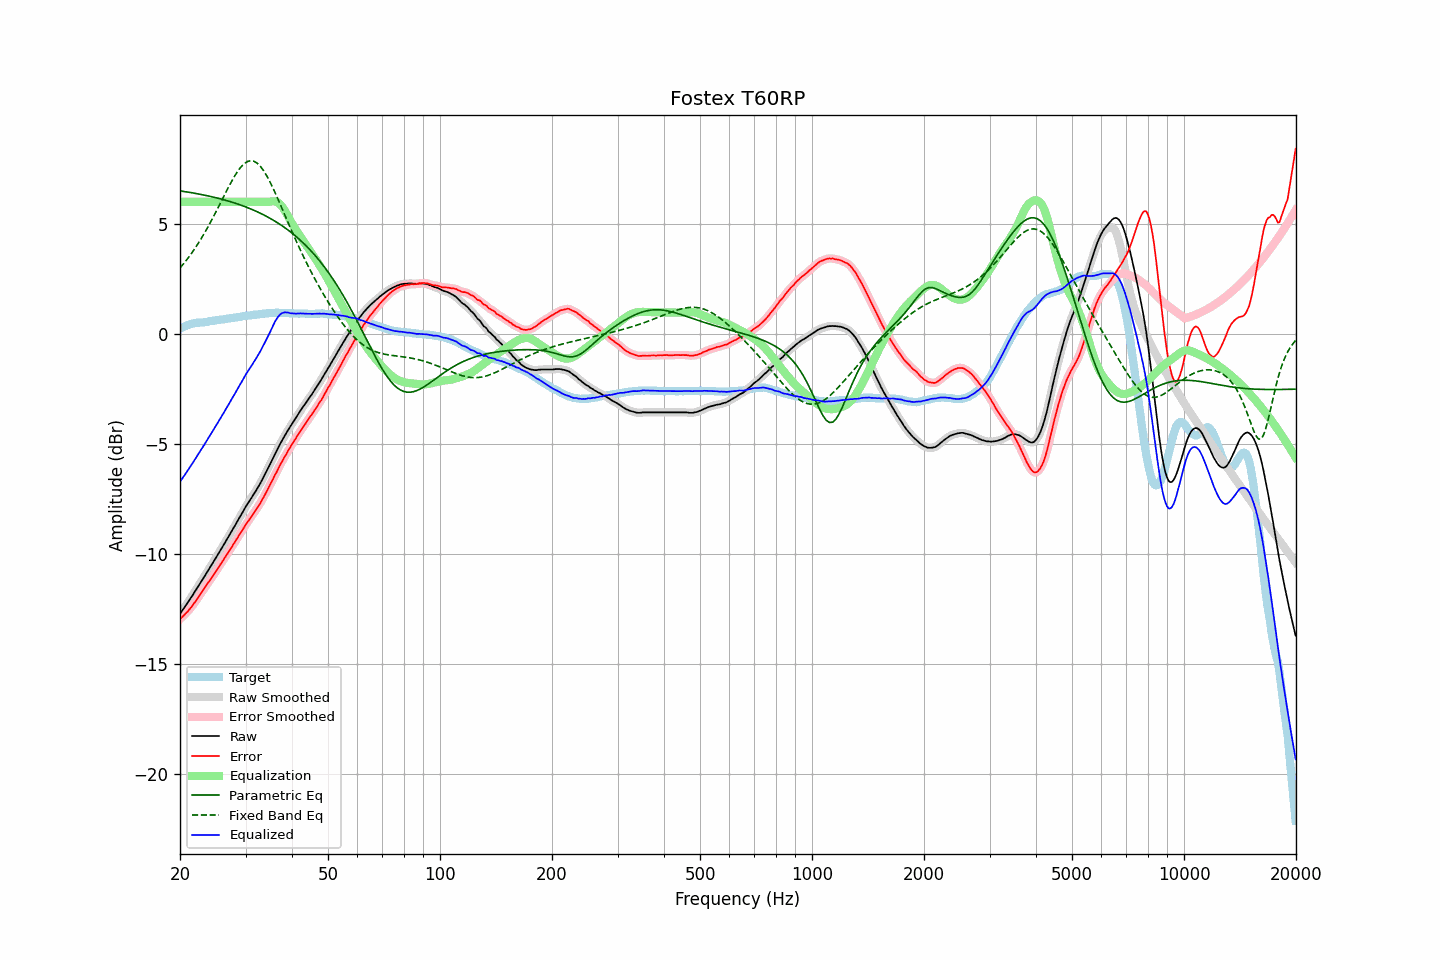 Fostex T60RP
Amplitude (dBr)
5
0
−5
−10
−15
−20
Target
Raw Smoothed
Error Smoothed
Raw
Error
Equalization
Parametric Eq
Fixed Band Eq
Equalized
20 50 100 200 500 1000 2000 5000 10000 20000
Frequency (Hz)